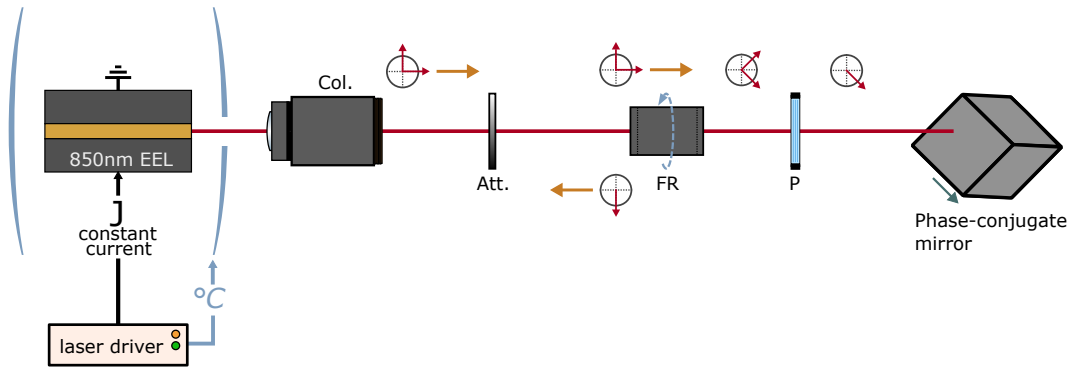 Col.
850nm EEL
Att.
FR
P
J
constant
current
Phase-conjugate
mirror
°C
laser driver